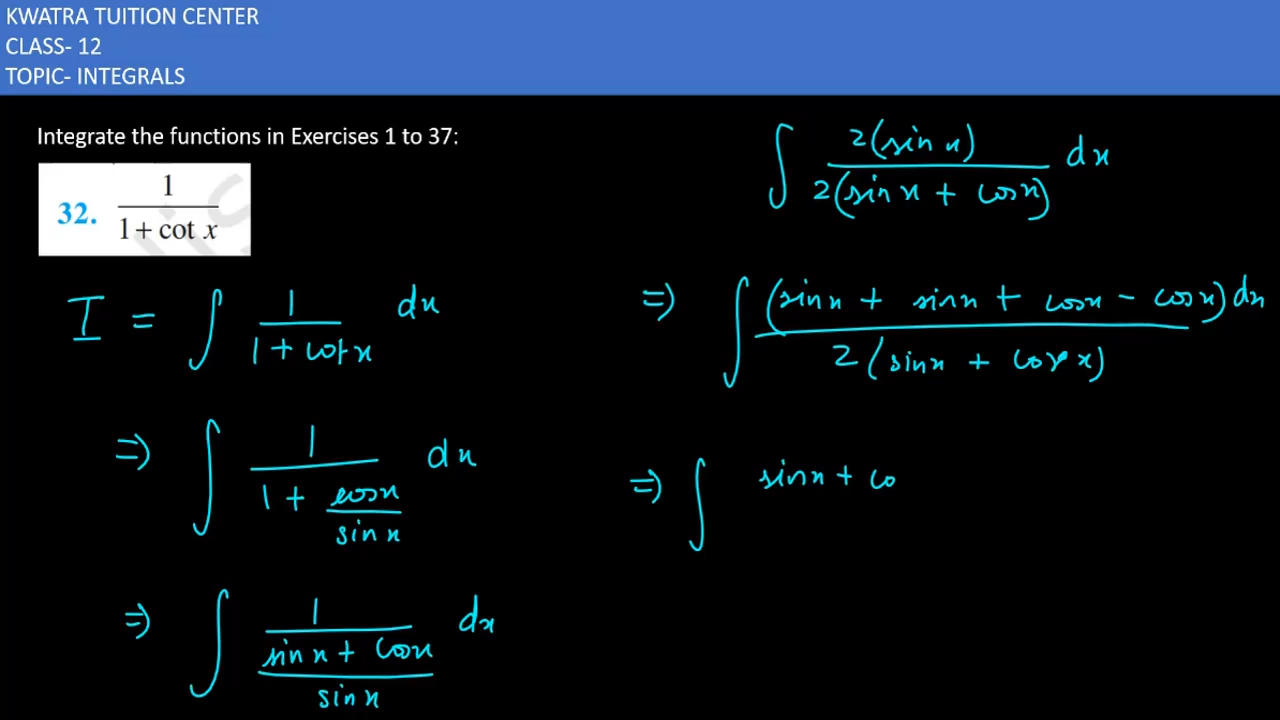 KWATRA TUITION CENTER
CLASS- 12
TOPIC- INTEGRALS
Integrate the functions in Exercises 1 to 37:
32. 1/(1 + cot x)
I = ∫ 1/(1 + cot x) dx
⇒ ∫ 1/(1 + cos x/sin x) dx
⇒ ∫ 1/((sin x + cos x)/sin x) dx
∫ 2(sin x)/2(sin x + cos x) dx
⇒ ∫ (sin x + sin x + cos x - cos x) dx/2(sin x + cos x)
⇒ ∫ sin x + co